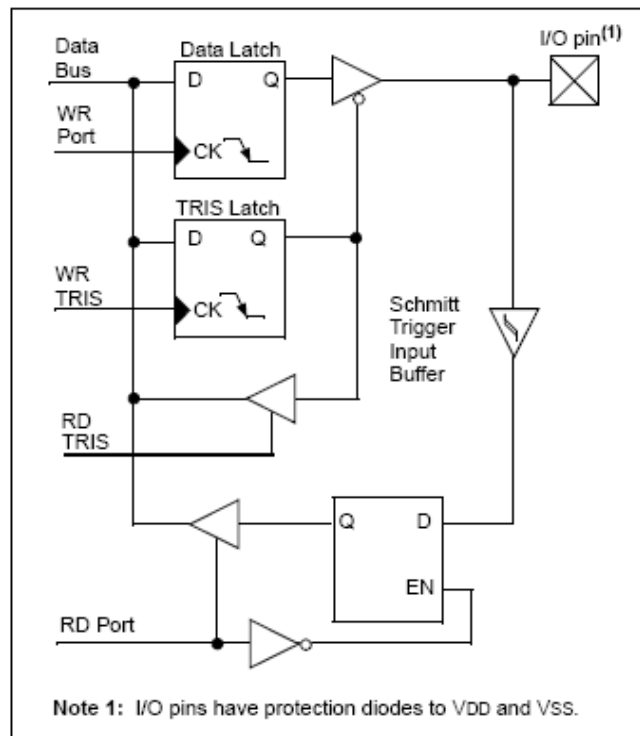 Data
Bus
Data Latch
I/O pin(1)
D Q
WR
Port
CK
TRIS Latch
D Q
WR
TRIS
CK
Schmitt
Trigger
Input
Buffer
RD
TRIS
Q D
EN
RD Port
Note 1: I/O pins have protection diodes to VDD and VSS.